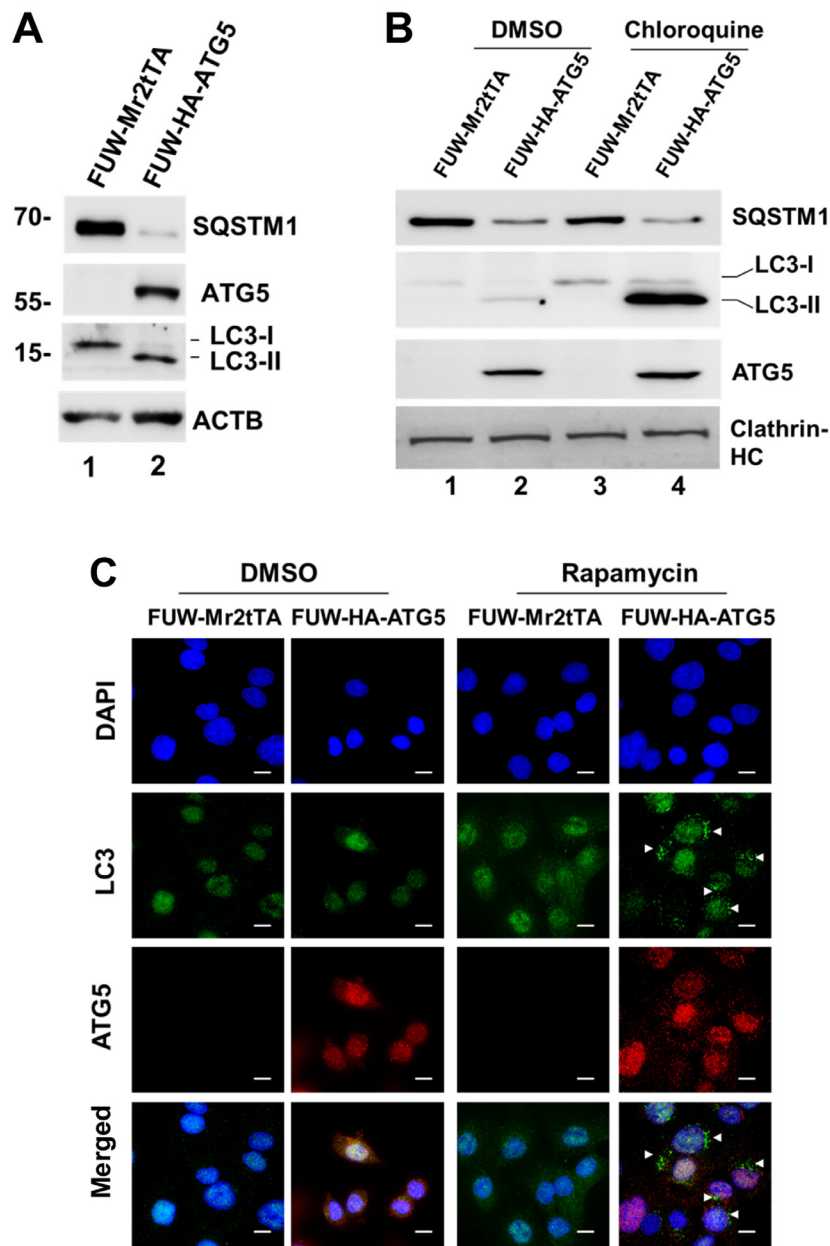 A
FUW-Mr2tTA
FUW-HA-ATG5
70-
SQSTM1
ATG5
55-
LC3-I
15-
LC3-II
ACTB
1 2
B
DMSO Chloroquine
FUW-Mr2tTA
FUW-HA-ATG5
FUW-Mr2tTA
FUW-HA-ATG5
SQSTM1
LC3-I
LC3-II
ATG5
Clathrin-
HC
1 2 3 4
C
DMSO Rapamycin
FUW-Mr2tTA FUW-HA-ATG5 FUW-Mr2tTA FUW-HA-ATG5
DAPI
LC3
ATG5
Merged